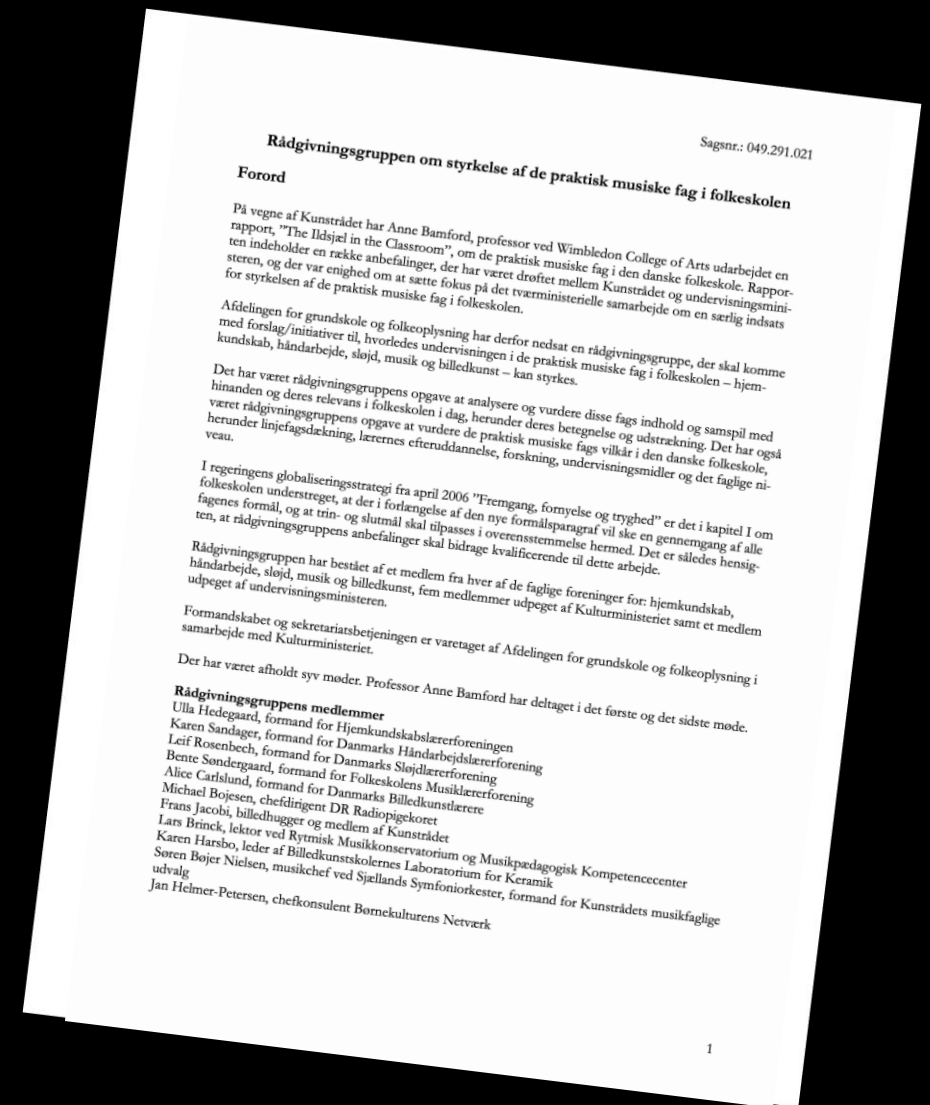 Sagsnr.: 049.291.021
Rådgivningsgruppen om styrkelse af de praktisk musiske fag i folkeskolen
Forord
På vegne af Kunstrådet har Anne Bamford, professor ved Wimbledon College of Arts udarbejdet en
rapport, ”The Ildsjæl in the Classroom”, om de praktisk musiske fag i den danske folkeskole. Rappor-
ten indeholder en række anbefalinger, der har været drøftet mellem Kunstrådet og undervisningsmini-
steren, og der var enighed om at sætte fokus på det tværministerielle samarbejde om en særlig indsats
for styrkelsen af de praktisk musiske fag i folkeskolen.
Afdelingen for grundskole og folkeoplysning har derfor nedsat en rådgivningsgruppe, der skal komme
med forslag/initiativer til, hvorledes undervisningen i de praktisk musiske fag i folkeskolen – hjem-
kundskab, håndarbejde, sløjd, musik og billedkunst – kan styrkes.
Det har været rådgivningsgruppens opgave at analysere og vurdere disse fags indhold og samspil med
hinanden og deres relevans i folkeskolen i dag, herunder deres betegnelse og udstrækning. Det har også
været rådgivningsgruppens opgave at vurdere de praktisk musiske fags vilkår i den danske folkeskole,
herunder linjefagsdækning, lærernes efteruddannelse, forskning, undervisningsmidler og det faglige ni-
veau.
I regeringens globaliseringsstrategi fra april 2006 ”Fremgang, fornyelse og tryghed” er det i kapitel I om
folkeskolen understreget, at der i forlængelse af den nye formålsparagraf vil ske en gennemgang af alle
fagenes formål, og at trin- og slutmål skal tilpasses i overensstemmelse hermed. Det er således hensig-
ten, at rådgivningsgruppens anbefalinger skal bidrage kvalificerende til dette arbejde.
Rådgivningsgruppen har bestået af et medlem fra hver af de faglige foreninger for: hjemkundskab,
håndarbejde, sløjd, musik og billedkunst, fem medlemmer udpeget af Kulturministeriet samt et medlem
udpeget af undervisningsministeren.
Formandskabet og sekretariatsbetjeningen er varetaget af Afdelingen for grundskole og folkeoplysning i
samarbejde med Kulturministeriet.
Der har været afholdt syv møder. Professor Anne Bamford har deltaget i det første og det sidste møde.
Rådgivningsgruppens medlemmer
Ulla Hedegaard, formand for Hjemkundskabslærerforeningen
Karen Sandager, formand for Danmarks Håndarbejdslærerforening
Leif Rosenbech, formand for Danmarks Sløjdlærerforening
Bente Søndergaard, formand for Folkeskolens Musiklærerforening
Alice Carlslund, formand for Danmarks Billedkunstlærere
Michael Bojesen, chefdirigent DR Radiopigekoret
Frans Jacobi, billedhugger og medlem af Kunstrådet
Lars Brinck, lektor ved Rytmisk Musikkonservatorium og Musikpædagogisk Kompetencecenter
Karen Harsbo, leder af Billedkunstskolernes Laboratorium for Keramik
Søren Bøjer Nielsen, musikchef ved Sjællands Symfoniorkester, formand for Kunstrådets musikfaglige
udvalg
Jan Helmer-Petersen, chefkonsulent Børnekulturens Netværk
1